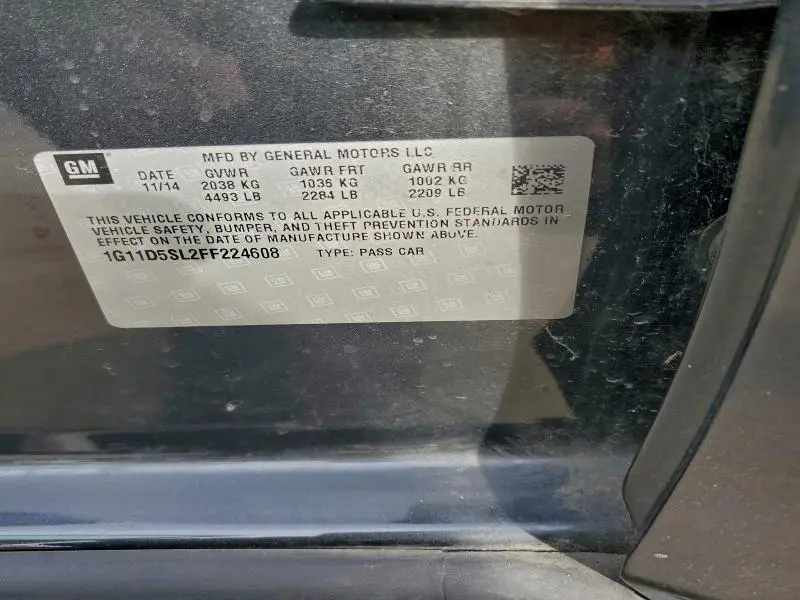 GM
MFD BY GENERAL MOTORS LLC
DATE GVWR GAWR FRT GAWR RR
11/14 2038 KG 1036 KG 1002 KG
4493 LB 2284 LB 2209 LB
THIS VEHICLE CONFORMS TO ALL APPLICABLE U.S. FEDERAL MOTOR
VEHICLE SAFETY, BUMPER, AND THEFT PREVENTION STANDARDS IN
EFFECT ON THE DATE OF MANUFACTURE SHOWN ABOVE.
1G11D5SL2FF224608 TYPE: PASS CAR